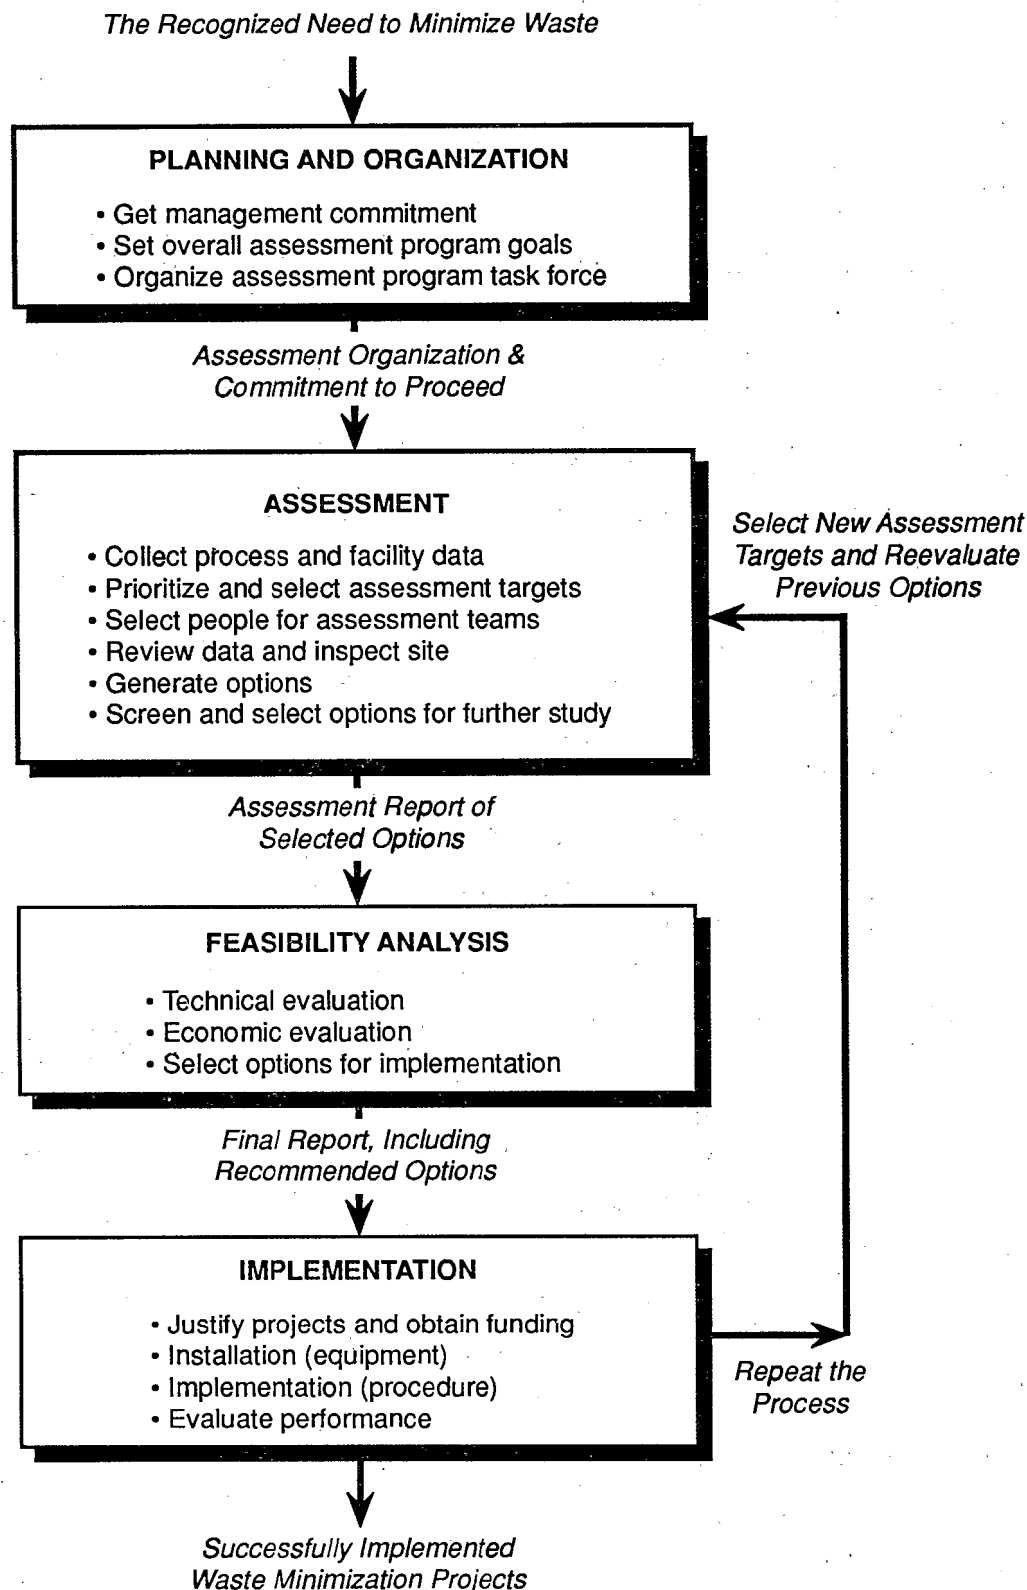 The Recognized Need to Minimize Waste
PLANNING AND ORGANIZATION
• Get management commitment
• Set overall assessment program goals
• Organize assessment program task force
Assessment Organization &
Commitment to Proceed
ASSESSMENT
• Collect process and facility data
• Prioritize and select assessment targets
• Select people for assessment teams
• Review data and inspect site
• Generate options
• Screen and select options for further study
Select New Assessment
Targets and Reevaluate
Previous Options
Assessment Report of
Selected Options
FEASIBILITY ANALYSIS
• Technical evaluation
• Economic evaluation
• Select options for implementation
Final Report, Including
Recommended Options
IMPLEMENTATION
• Justify projects and obtain funding
• Installation (equipment)
• Implementation (procedure)
• Evaluate performance
Repeat the
Process
Successfully Implemented
Waste Minimization Projects